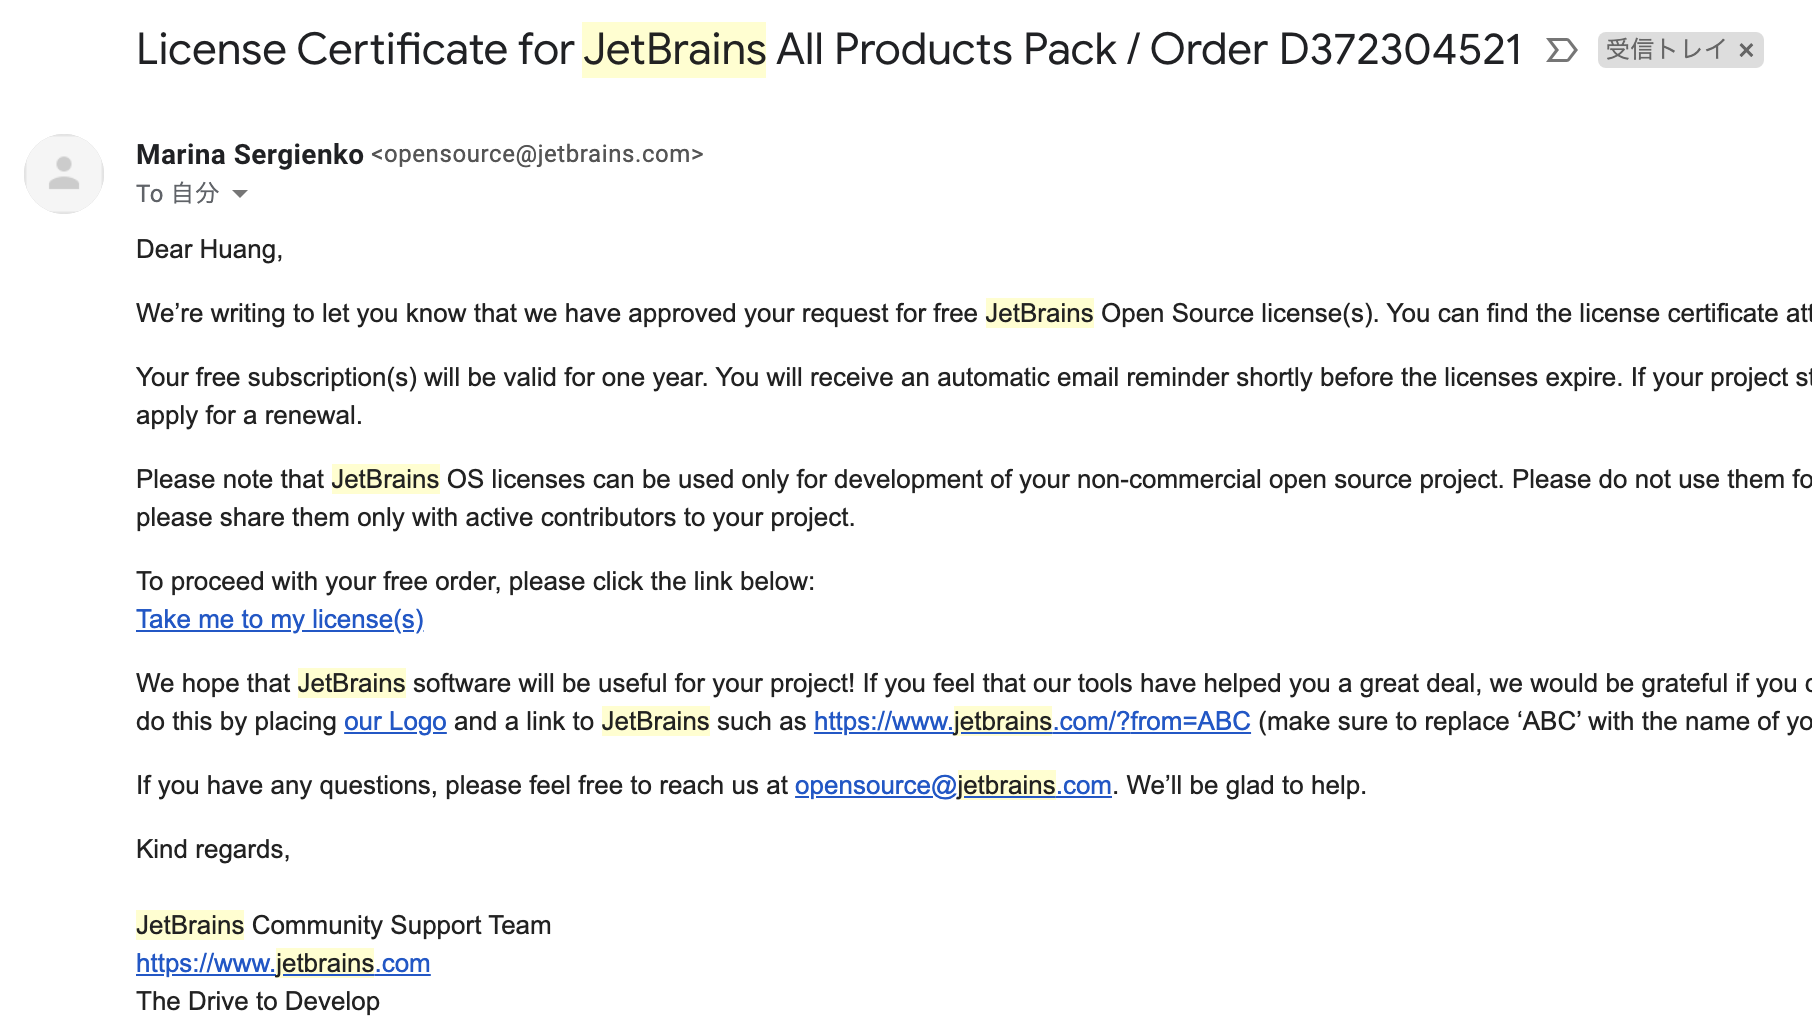 License Certificate for JetBrains All Products Pack / Order D372304521 受信トレイ ×
Marina Sergienko <opensource@jetbrains.com>
To 自分
Dear Huang,
We’re writing to let you know that we have approved your request for free JetBrains Open Source license(s). You can find the license certificate att
Your free subscription(s) will be valid for one year. You will receive an automatic email reminder shortly before the licenses expire. If your project st
apply for a renewal.
Please note that JetBrains OS licenses can be used only for development of your non-commercial open source project. Please do not use them fo
please share them only with active contributors to your project.
To proceed with your free order, please click the link below:
Take me to my license(s)
We hope that JetBrains software will be useful for your project! If you feel that our tools have helped you a great deal, we would be grateful if you c
do this by placing our Logo and a link to JetBrains such as https://www.jetbrains.com/?from=ABC (make sure to replace ‘ABC’ with the name of yo
If you have any questions, please feel free to reach us at opensource@jetbrains.com. We’ll be glad to help.
Kind regards,
JetBrains Community Support Team
https://www.jetbrains.com
The Drive to Develop